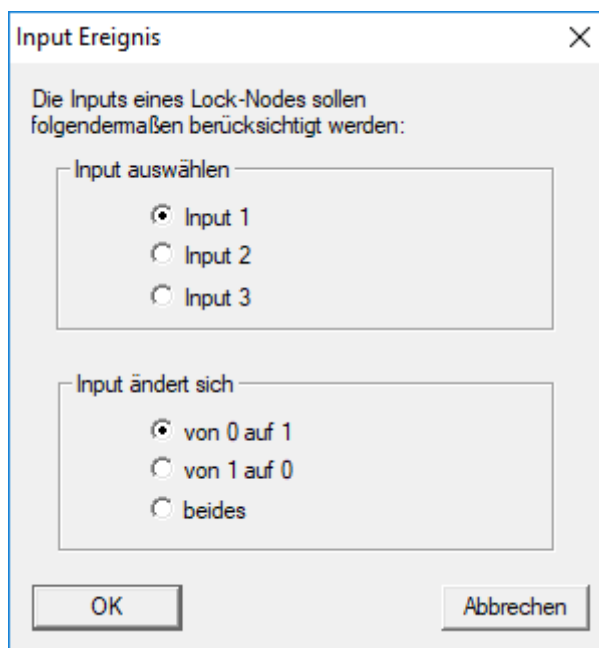 Input Ereignis
Die Inputs eines Lock-Nodes sollen
folgendermaßen berücksichtigt werden:
Input auswählen
Input 1
Input 2
Input 3
Input ändert sich
von 0 auf 1
von 1 auf 0
beides
OK
Abbrechen